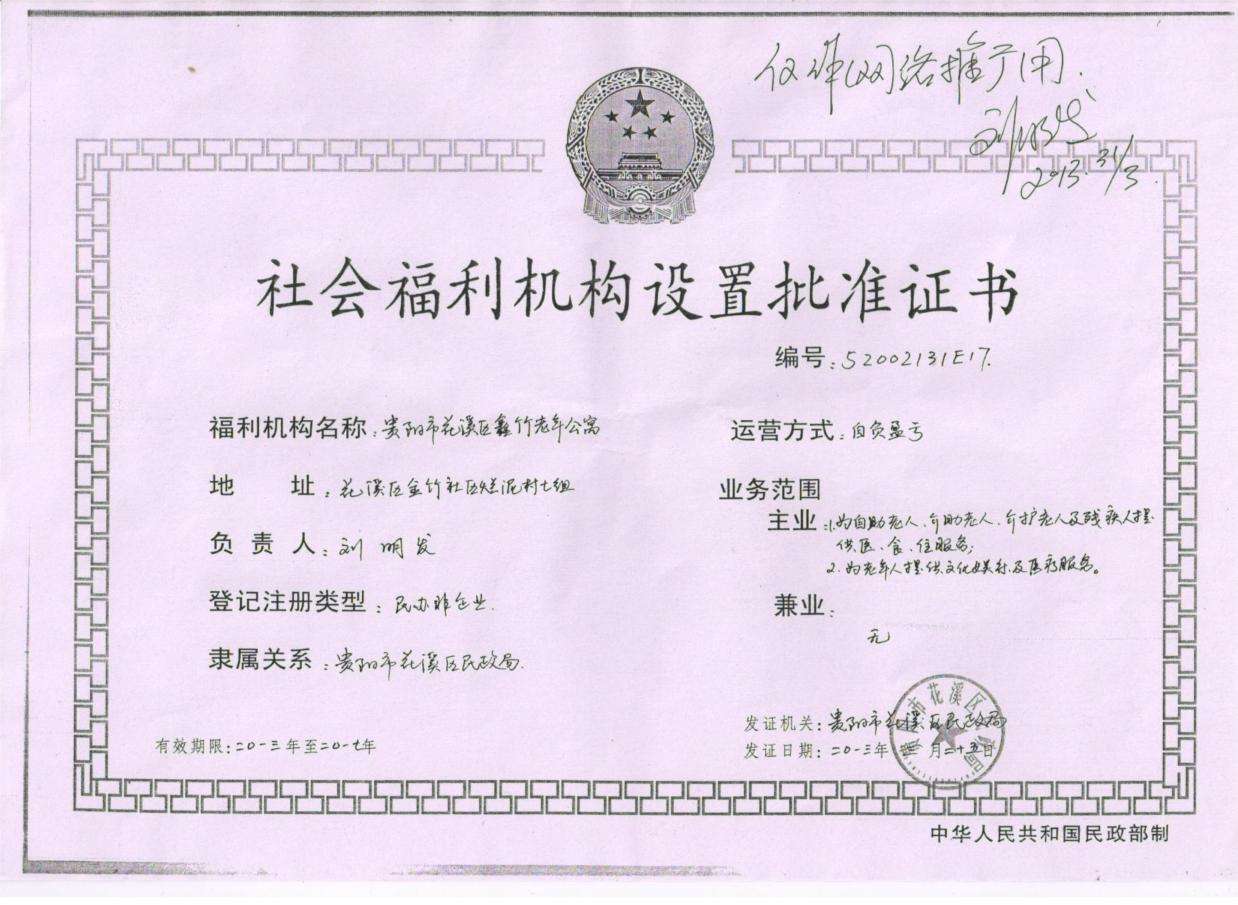 仅供网络推广用.
刘明发
2013.31/3.
社会福利机构设置批准证书
编号:52002131E17.
福利机构名称:贵阳市花溪区鑫竹老年公寓
运营方式:自负盈亏
地 址:花溪区金竹社区烂泥村七组
业务范围
主业:1.为自助老人、介助老人、介护老人及残疾人提
供医、食、住服务;
2.为老年人提供文化娱乐及医疗服务。
负责人:刘明发
登记注册类型:民办非企业.
兼业:
无
隶属关系:贵阳市花溪区民政局.
发证机关:贵阳市花溪区民政局
有效期限:二〇一三年至二〇一七年
发证日期:二〇一三年 月二十五日
中华人民共和国民政部制